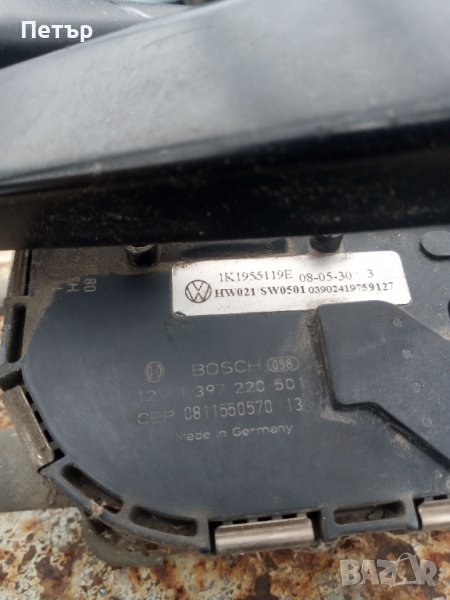 Петър
1K1955119E 08-05-30 3
HW021 SW0501 03902419759127
BOSCH 058
12V 1 397 220 501
CEP 0811550570 13
Made in Germany
BAZAR